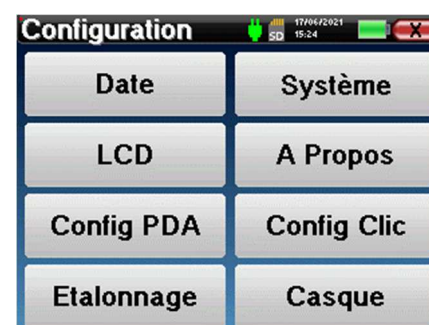 Configuration
SD
17/06/2021
15:24
X
Date
Système
LCD
A Propos
Config PDA
Config Clic
Etalonnage
Casque